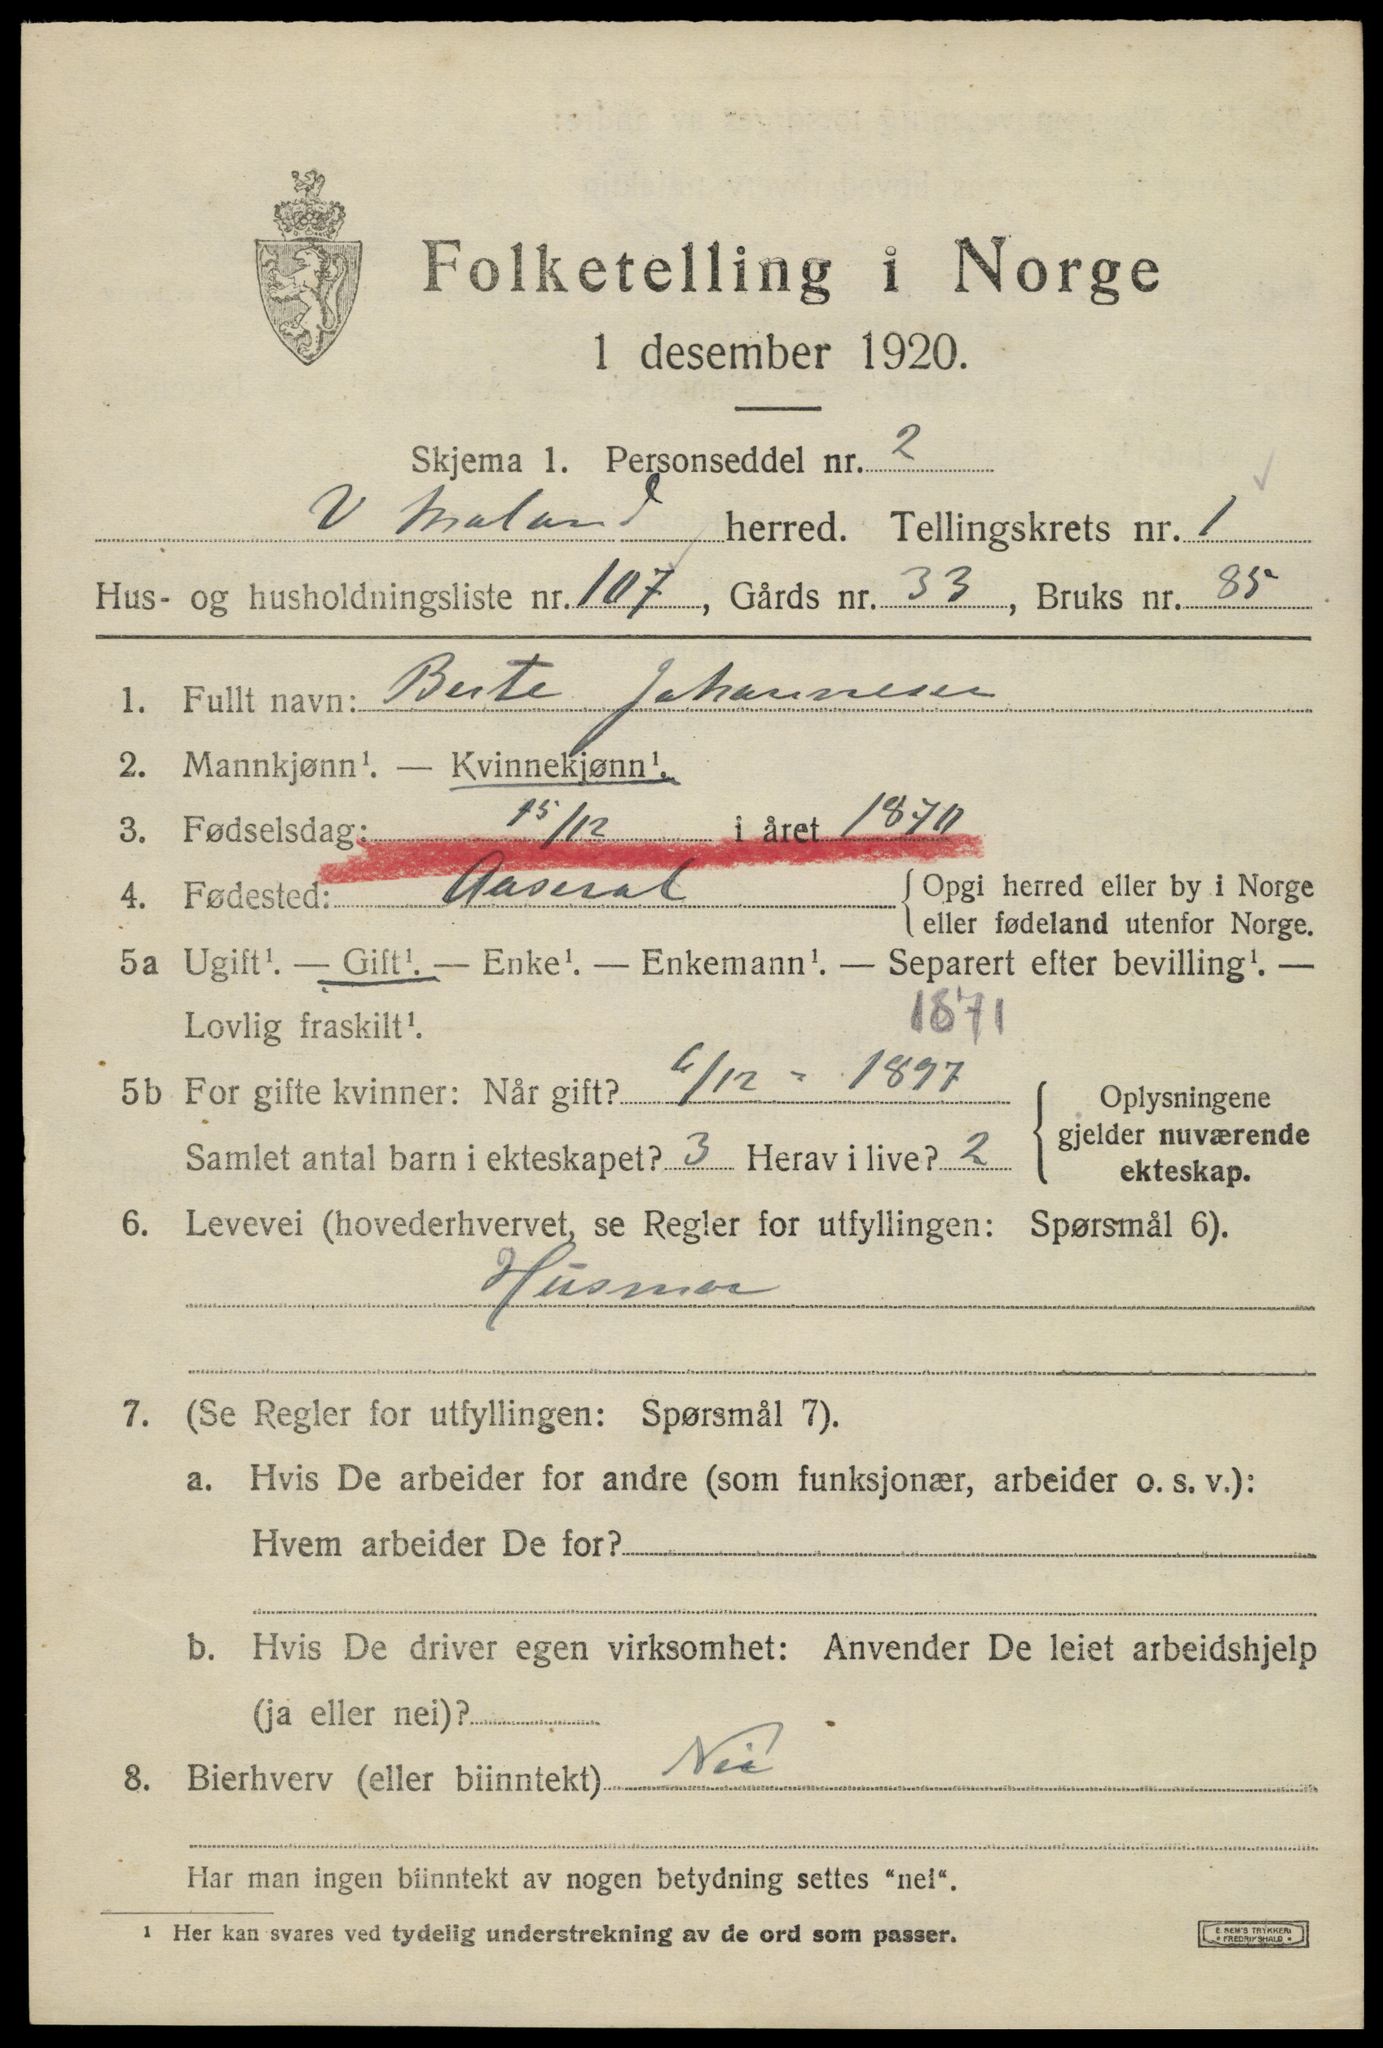 Folketelling i Norge
1 desember 1920.
Skjema 1. Personseddel nr. 2
V Moland herred. Tellingskrets nr. 1
Hus- og husholdningsliste nr. 107, Gårds nr. 33, Bruks nr. 85
1. Fullt navn: Berte Johannesen
2. Mannkjønn¹. — Kvinnekjønn¹.
3. Fødselsdag: 15/12 i året 1870
4. Fødested: Aaseral { Opgi herred eller by i Norge
eller fødeland utenfor Norge.
5a Ugift¹. — Gift¹. — Enke¹. — Enkemann¹. — Separert efter bevilling¹. —
Lovlig fraskilt¹. 1871
5b For gifte kvinner: Når gift? 6/12 - 1897
Samlet antal barn i ekteskapet? 3 Herav i live? 2
{ Oplysningene
gjelder nuværende
ekteskap.
6. Levevei (hovederhvervet, se Regler for utfyllingen: Spørsmål 6).
Husmor
7. (Se Regler for utfyllingen: Spørsmål 7).
a. Hvis De arbeider for andre (som funksjonær, arbeider o. s. v.):
Hvem arbeider De for?
b. Hvis De driver egen virksomhet: Anvender De leiet arbeidshjelp
(ja eller nei)?
8. Bierhverv (eller biinntekt) Nei
Har man ingen biinntekt av nogen betydning settes “nei“.
¹ Her kan svares ved tydelig understrekning av de ord som passer.
E. SEM'S TRYKKERI
• FREDRIKSHALD •